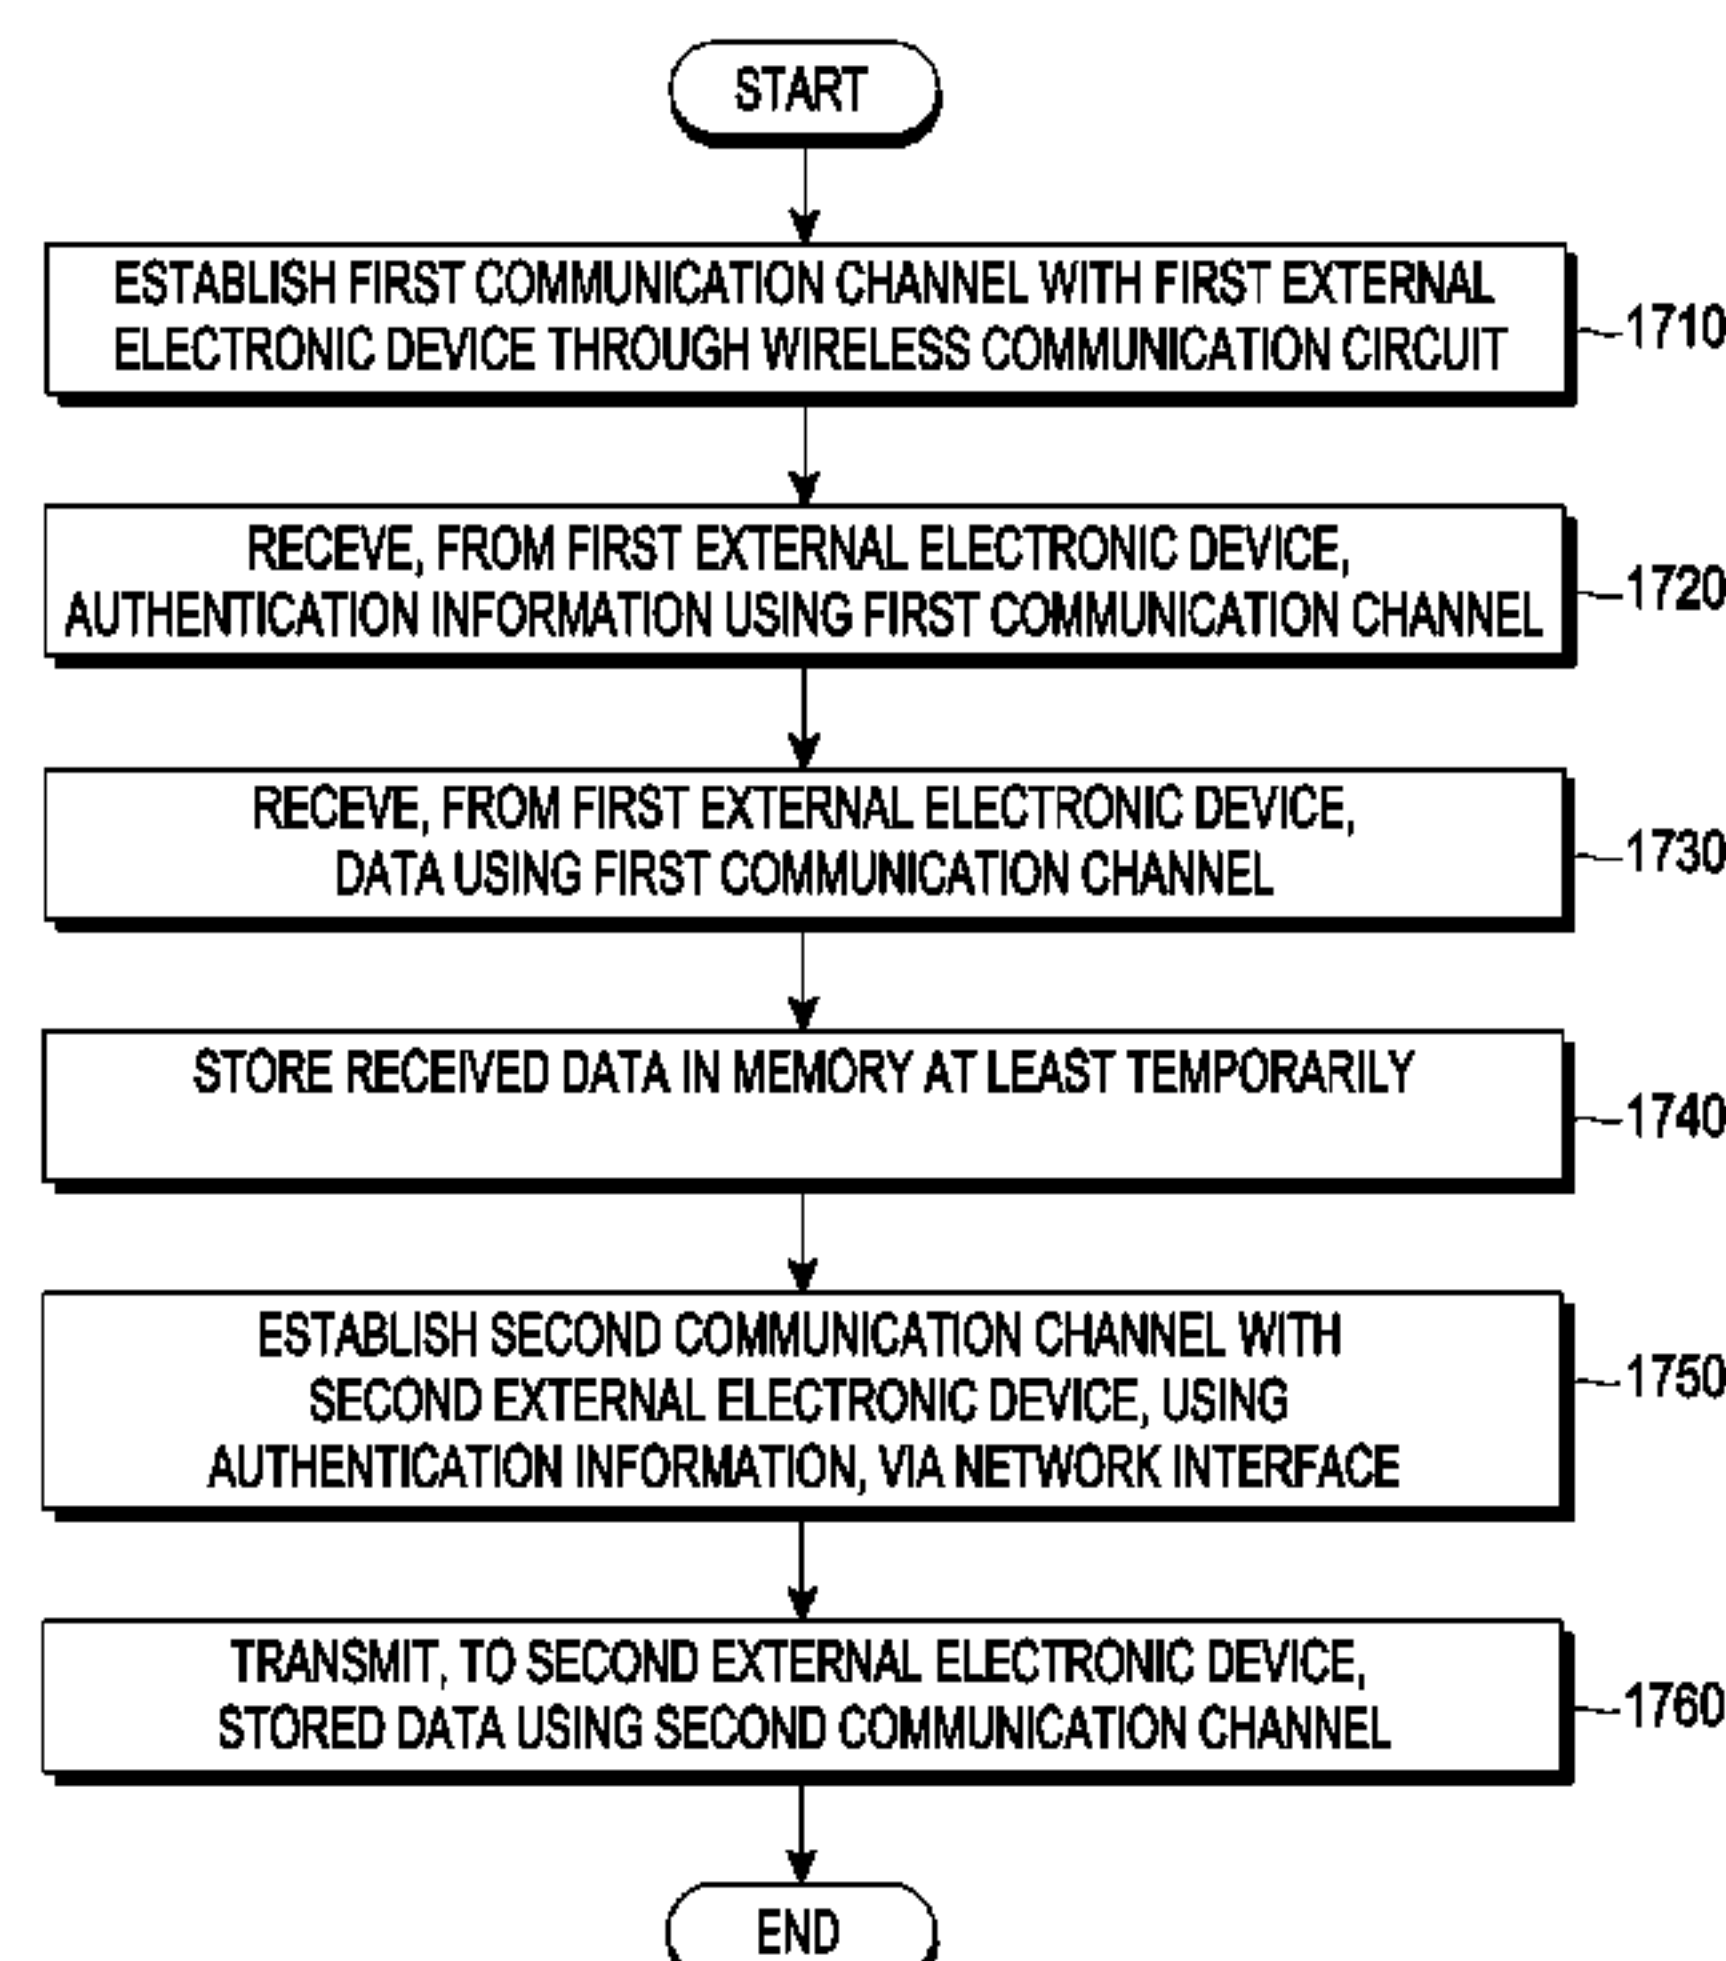 START
ESTABLISH FIRST COMMUNICATION CHANNEL WITH FIRST EXTERNAL
ELECTRONIC DEVICE THROUGH WIRELESS COMMUNICATION CIRCUIT
1710
RECEVE, FROM FIRST EXTERNAL ELECTRONIC DEVICE,
AUTHENTICATION INFORMATION USING FIRST COMMUNICATION CHANNEL
1720
RECEVE, FROM FIRST EXTERNAL ELECTRONIC DEVICE,
DATA USING FIRST COMMUNICATION CHANNEL
1730
STORE RECEIVED DATA IN MEMORY AT LEAST TEMPORARILY
1740
ESTABLISH SECOND COMMUNICATION CHANNEL WITH
SECOND EXTERNAL ELECTRONIC DEVICE, USING
AUTHENTICATION INFORMATION, VIA NETWORK INTERFACE
1750
TRANSMIT, TO SECOND EXTERNAL ELECTRONIC DEVICE,
STORED DATA USING SECOND COMMUNICATION CHANNEL
1760
END